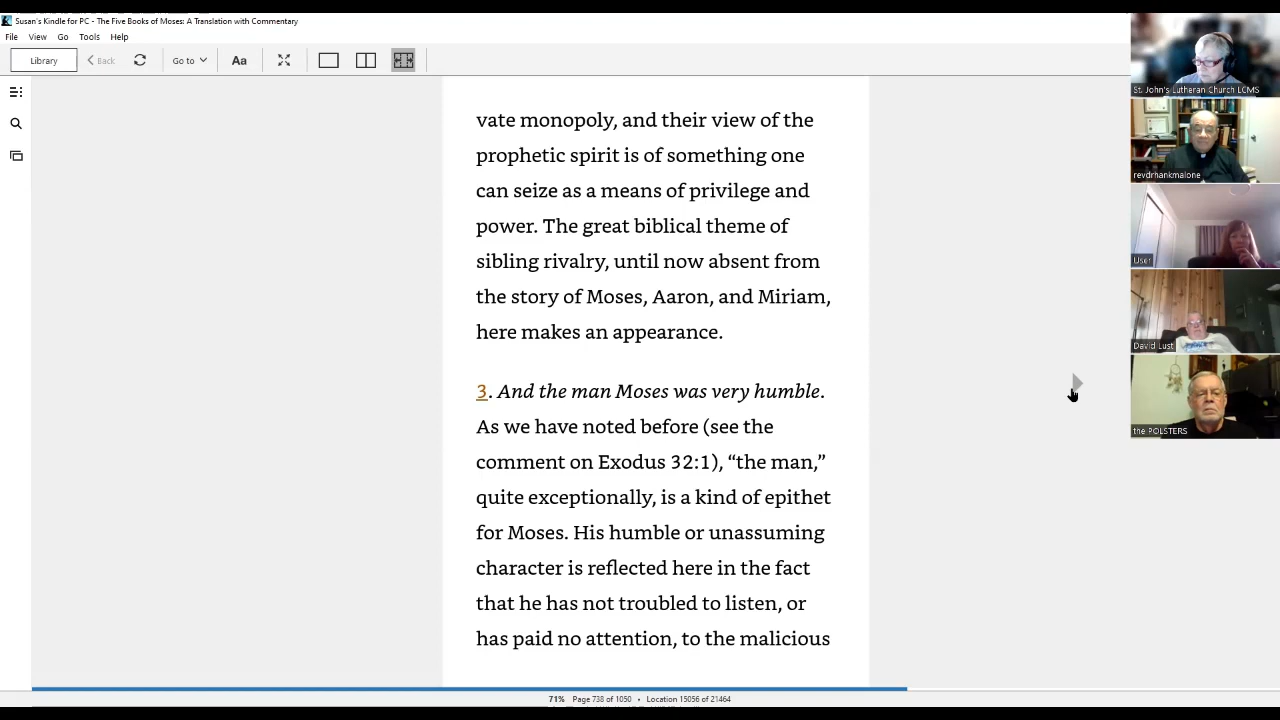 Susan's Kindle for PC - The Five Books of Moses: A Translation with Commentary
File View Go Tools Help
Library Back Go to Aa
vate monopoly, and their view of the
prophetic spirit is of something one
can seize as a means of privilege and
power. The great biblical theme of
sibling rivalry, until now absent from
the story of Moses, Aaron, and Miriam,
here makes an appearance.
3. And the man Moses was very humble.
As we have noted before (see the
comment on Exodus 32:1), “the man,”
quite exceptionally, is a kind of epithet
for Moses. His humble or unassuming
character is reflected here in the fact
that he has not troubled to listen, or
has paid no attention, to the malicious
71% Page 738 of 1050 • Location 15056 of 21464
St. John's Lutheran Church LCMS
revdrhankmalone
User
David Lust
the POLSTERS